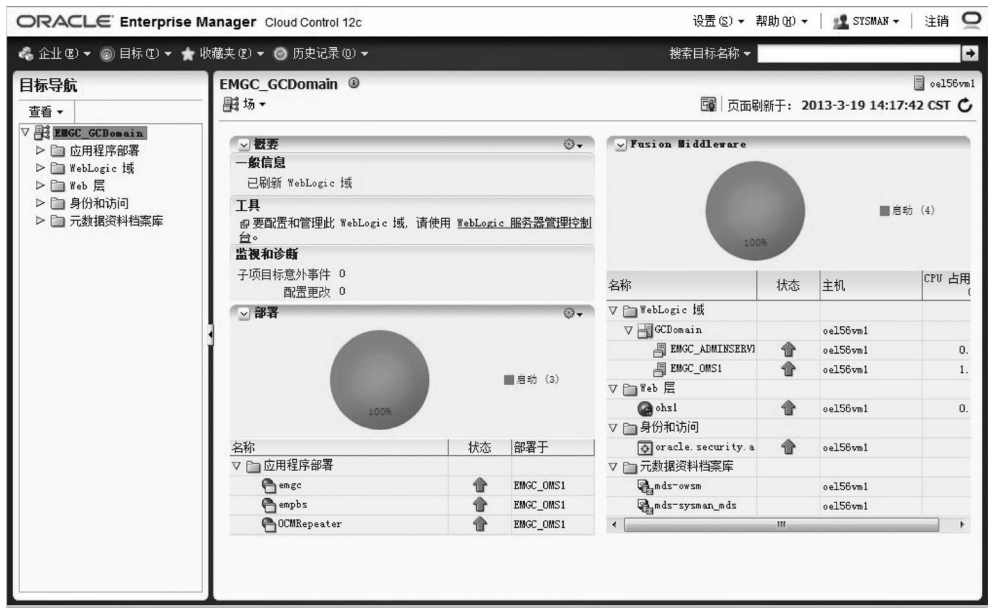 ORACLE Enterprise Manager Cloud Control 12c
设置(S) 帮助(H) SYSMAN 注销
企业(E) 目标(T) 收藏夹(F) 历史记录(O)
搜索目标名称
目标导航
查看
EMGC_GCDomain
应用程序部署
WebLogic 域
Web 层
身份和访问
元数据资料档案库
EMGC_GCDomain
场
oel56vm1
页面刷新于: 2013-3-19 14:17:42 CST
概要
一般信息
已刷新 WebLogic 域
工具
要配置和管理此 WebLogic 域, 请使用 WebLogic 服务器管理控制
台。
监视和诊断
子项目标意外事件 0
配置更改 0
部署
100%
启动 (3)
名称 状态 部署于
应用程序部署
emgc EMGC_OMS1
empbs EMGC_OMS1
OCMRepeater EMGC_OMS1
Fusion Middleware
100%
启动 (4)
名称 状态 主机 CPU 占用
WebLogic 域
GCDomain oel56vm1
EMGC_ADMINSERV oel56vm1 0.
EMGC_OMS1 oel56vm1 1.
Web 层
ohs1 oel56vm1 0.
身份和访问
oracle.security.a oel56vm1
元数据资料档案库
mds-owsm oel56vm1
mds-sysman_mds oel56vm1